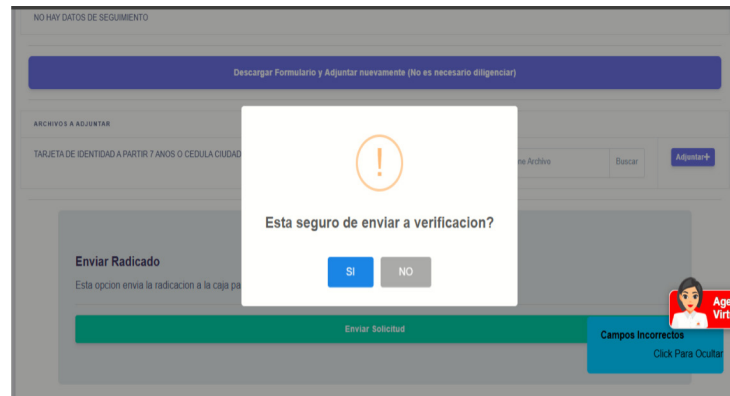 NO HAY DATOS DE SEGUIMIENTO
Descargar Formulario y Adjuntar nuevamente (No es necesario diligenciar)
ARCHIVOS A ADJUNTAR
TARJETA DE IDENTIDAD A PARTIR 7 ANOS O CEDULA CIUDAD
Archivo
Buscar
Adjuntar+
!
Esta seguro de enviar a verificacion?
SI
NO
Enviar Radicado
Esta opcion envia la radicacion a la caja pa
Enviar Solicitud
Age
Virt
Campos Incorrectos
Click Para Ocultar